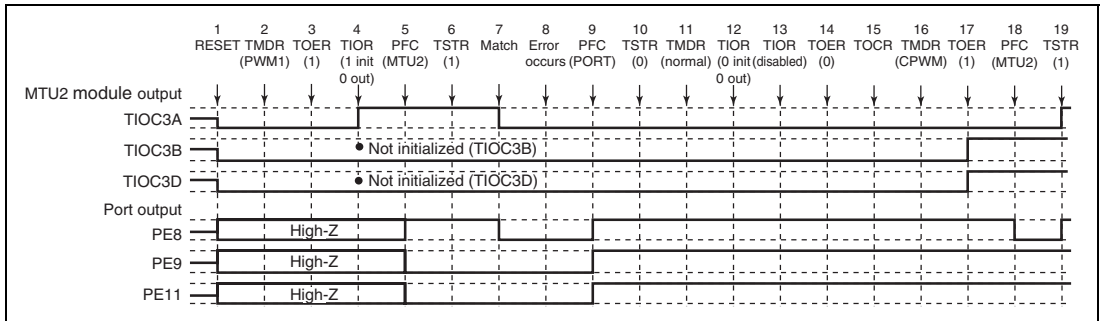 1 2 3 4 5 6 7 8 9 10 11 12 13 14 15 16 17 18 19
RESET TMDR TOER TIOR PFC TSTR Match Error PFC TSTR TMDR TIOR TIOR TOER TOCR TMDR TOER PFC TSTR
(PWM1) (1) (1 init (MTU2) (1) occurs (PORT) (0) (normal) (0 init (disabled) (0) (CPWM) (1) (MTU2) (1)
0 out) 0 out)
MTU2 module output
TIOC3A
TIOC3B • Not initialized (TIOC3B)
TIOC3D • Not initialized (TIOC3D)
Port output
PE8 High-Z
PE9 High-Z
PE11 High-Z